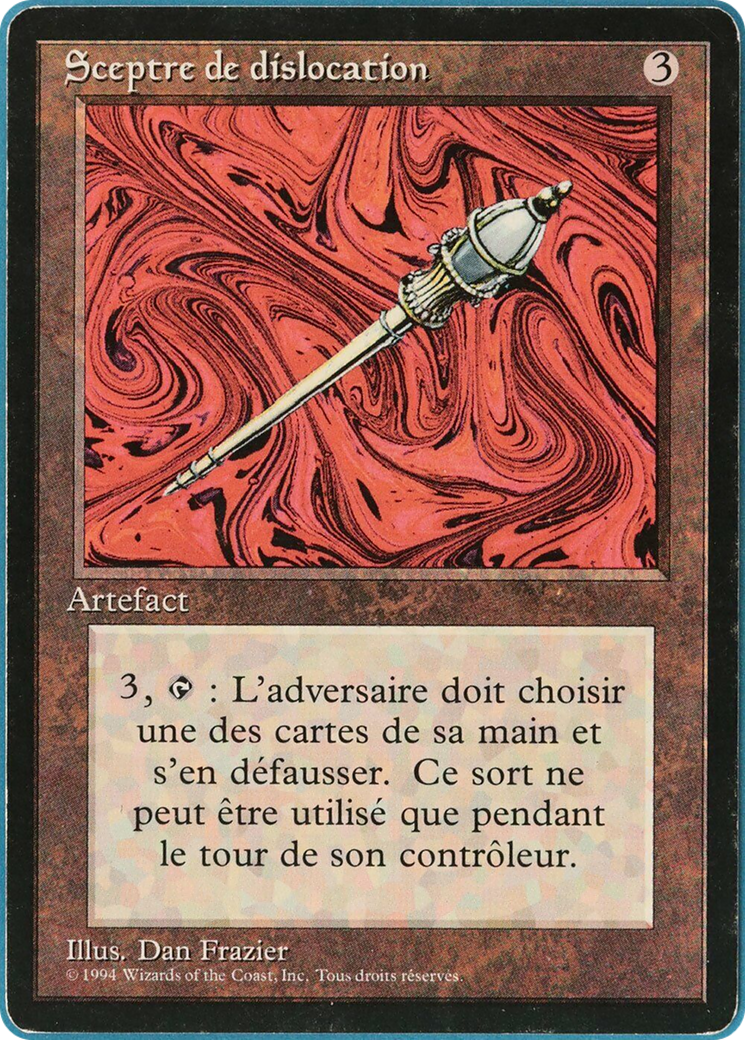 Sceptre de dislocation 3
Artefact
3, : L'adversaire doit choisir
une des cartes de sa main et
s'en défausser. Ce sort ne
peut être utilisé que pendant
le tour de son contrôleur.
Illus. Dan Frazier
© 1994 Wizards of the Coast, Inc. Tous droits réservés.